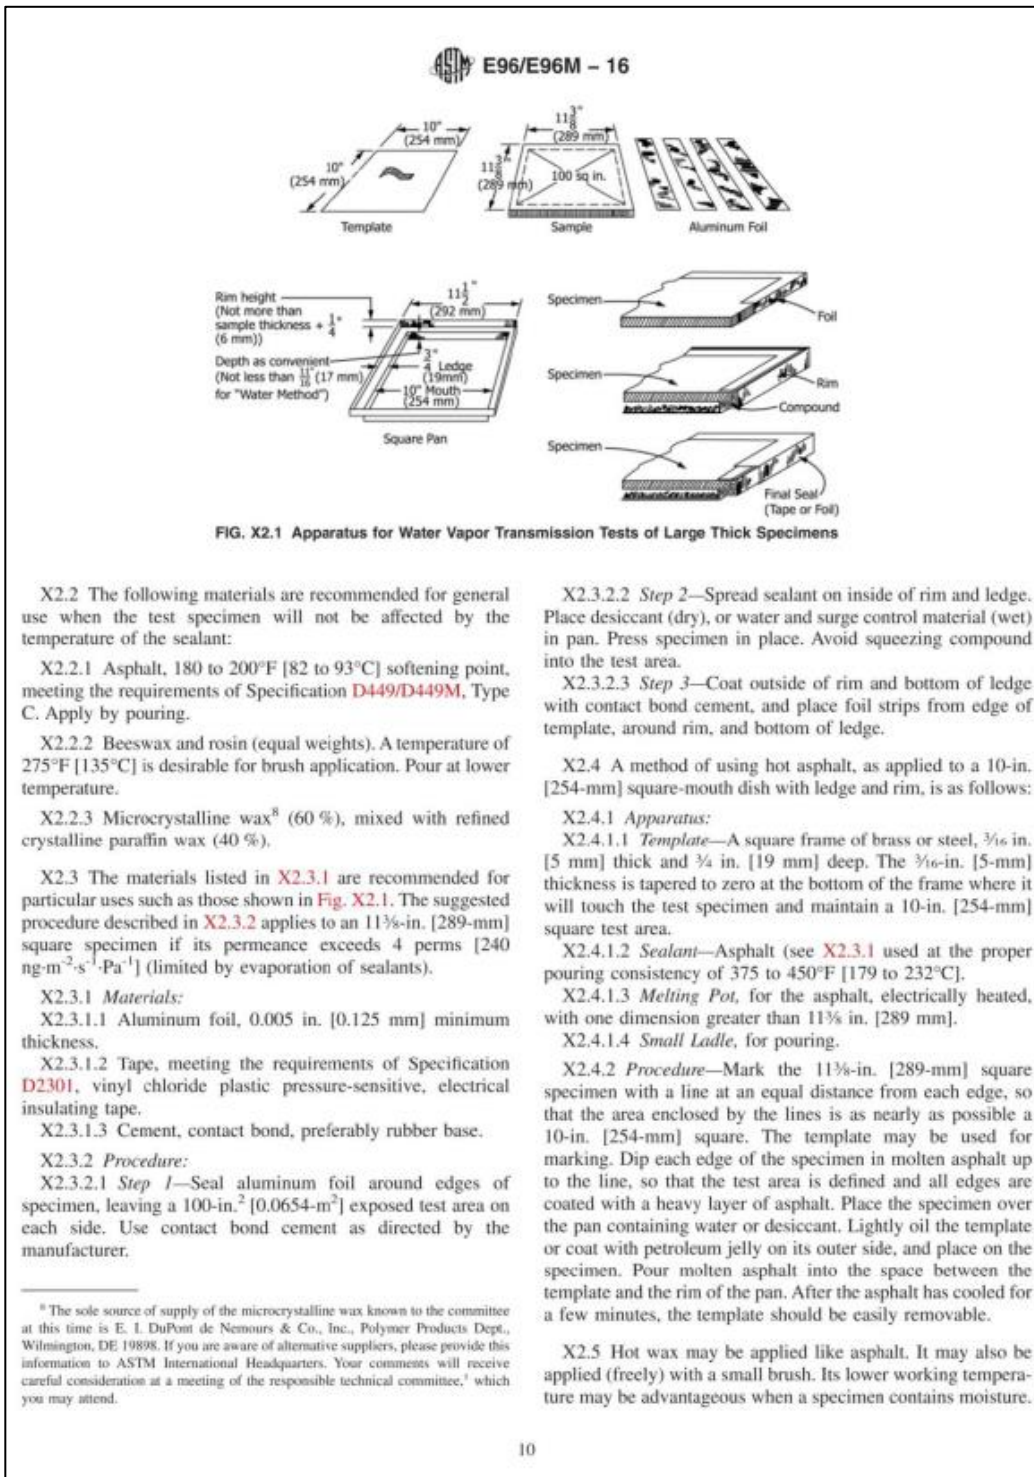 ASTM E96/E96M – 16
10"
(254 mm)
10"
(254 mm)
Template
11 3/8"
(289 mm)
11 3/8"
(289 mm)
100 sq in.
Sample
Aluminum Foil
Rim height
(Not more than
sample thickness + 1/4"
(6 mm))
Depth as convenient
(Not less than 11/16" (17 mm)
for "Water Method")
11 1/2"
(292 mm)
3/4" Ledge
(19mm)
10" Mouth
(254 mm)
Square Pan
Specimen
Foil
Specimen
Rim
Compound
Specimen
Final Seal
(Tape or Foil)
FIG. X2.1 Apparatus for Water Vapor Transmission Tests of Large Thick Specimens
X2.2 The following materials are recommended for general
use when the test specimen will not be affected by the
temperature of the sealant:
X2.2.1 Asphalt, 180 to 200°F [82 to 93°C] softening point,
meeting the requirements of Specification D449/D449M, Type
C. Apply by pouring.
X2.2.2 Beeswax and rosin (equal weights). A temperature of
275°F [135°C] is desirable for brush application. Pour at lower
temperature.
X2.2.3 Microcrystalline wax⁸ (60 %), mixed with refined
crystalline paraffin wax (40 %).
X2.3 The materials listed in X2.3.1 are recommended for
particular uses such as those shown in Fig. X2.1. The suggested
procedure described in X2.3.2 applies to an 11⅜-in. [289-mm]
square specimen if its permeance exceeds 4 perms [240
ng·m⁻²·s⁻¹·Pa⁻¹] (limited by evaporation of sealants).
X2.3.1 Materials:
X2.3.1.1 Aluminum foil, 0.005 in. [0.125 mm] minimum
thickness.
X2.3.1.2 Tape, meeting the requirements of Specification
D2301, vinyl chloride plastic pressure-sensitive, electrical
insulating tape.
X2.3.1.3 Cement, contact bond, preferably rubber base.
X2.3.2 Procedure:
X2.3.2.1 Step 1—Seal aluminum foil around edges of
specimen, leaving a 100-in.² [0.0654-m²] exposed test area on
each side. Use contact bond cement as directed by the
manufacturer.
⁸ The sole source of supply of the microcrystalline wax known to the committee
at this time is E. I. DuPont de Nemours & Co., Inc., Polymer Products Dept.,
Wilmington, DE 19898. If you are aware of alternative suppliers, please provide this
information to ASTM International Headquarters. Your comments will receive
careful consideration at a meeting of the responsible technical committee,¹ which
you may attend.
X2.3.2.2 Step 2—Spread sealant on inside of rim and ledge.
Place desiccant (dry), or water and surge control material (wet)
in pan. Press specimen in place. Avoid squeezing compound
into the test area.
X2.3.2.3 Step 3—Coat outside of rim and bottom of ledge
with contact bond cement, and place foil strips from edge of
template, around rim, and bottom of ledge.
X2.4 A method of using hot asphalt, as applied to a 10-in.
[254-mm] square-mouth dish with ledge and rim, is as follows:
X2.4.1 Apparatus:
X2.4.1.1 Template—A square frame of brass or steel, 3⁄16 in.
[5 mm] thick and ¾ in. [19 mm] deep. The 3⁄16-in. [5-mm]
thickness is tapered to zero at the bottom of the frame where it
will touch the test specimen and maintain a 10-in. [254-mm]
square test area.
X2.4.1.2 Sealant—Asphalt (see X2.3.1 used at the proper
pouring consistency of 375 to 450°F [179 to 232°C].
X2.4.1.3 Melting Pot, for the asphalt, electrically heated,
with one dimension greater than 11⅜ in. [289 mm].
X2.4.1.4 Small Ladle, for pouring.
X2.4.2 Procedure—Mark the 11⅜-in. [289-mm] square
specimen with a line at an equal distance from each edge, so
that the area enclosed by the lines is as nearly as possible a
10-in. [254-mm] square. The template may be used for
marking. Dip each edge of the specimen in molten asphalt up
to the line, so that the test area is defined and all edges are
coated with a heavy layer of asphalt. Place the specimen over
the pan containing water or desiccant. Lightly oil the template
or coat with petroleum jelly on its outer side, and place on the
specimen. Pour molten asphalt into the space between the
template and the rim of the pan. After the asphalt has cooled for
a few minutes, the template should be easily removable.
X2.5 Hot wax may be applied like asphalt. It may also be
applied (freely) with a small brush. Its lower working tempera-
ture may be advantageous when a specimen contains moisture.
10